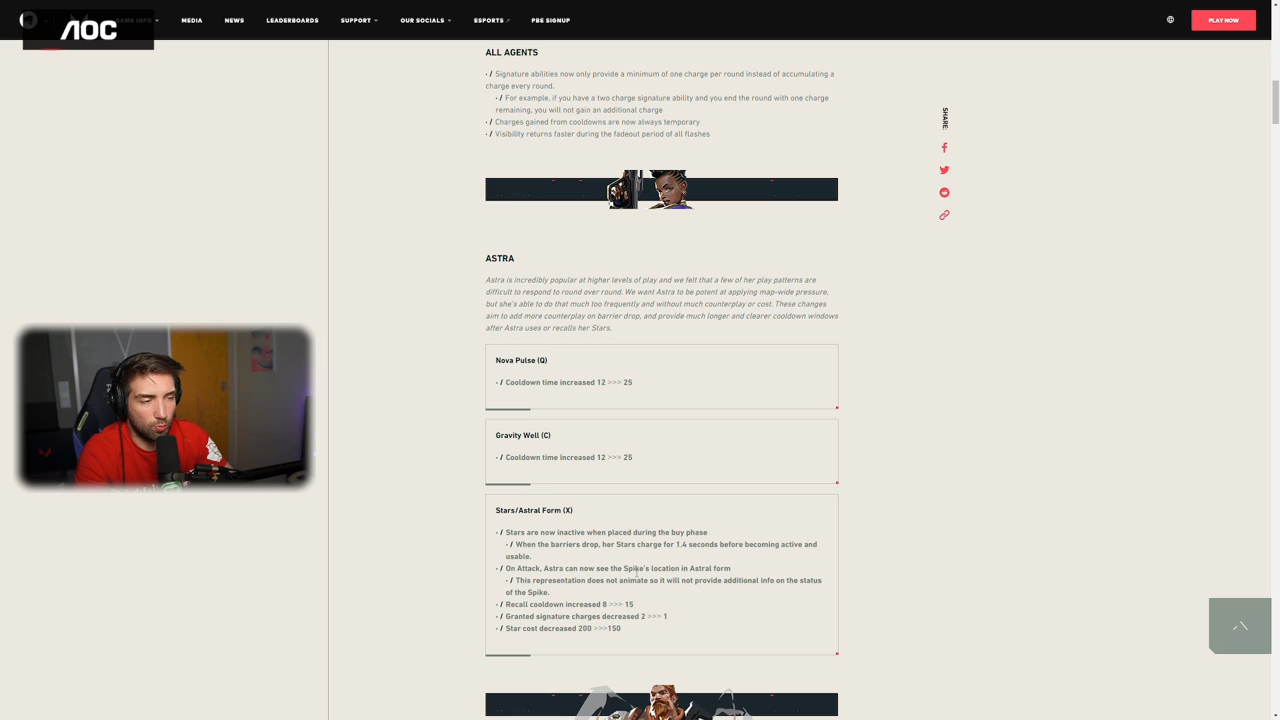 GAME INFO
MEDIA
NEWS
LEADERBOARDS
SUPPORT
OUR SOCIALS
ESPORTS
PBE SIGNUP
PLAY NOW
AOC
ALL AGENTS
/ Signature abilities now only provide a minimum of one charge per round instead of accumulating a
charge every round.
/ For example, if you have a two charge signature ability and you end the round with one charge
remaining, you will not gain an additional charge
/ Charges gained from cooldowns are now always temporary
/ Visibility returns faster during the fadeout period of all flashes
SHARE:
ASTRA
Astra is incredibly popular at higher levels of play and we felt that a few of her play patterns are
difficult to respond to round over round. We want Astra to be potent at applying map-wide pressure,
but she's able to do that much too frequently and without much counterplay or cost. These changes
aim to add more counterplay on barrier drop, and provide much longer and clearer cooldown windows
after Astra uses or recalls her Stars.
Nova Pulse (Q)
/ Cooldown time increased 12 >>> 25
Gravity Well (C)
/ Cooldown time increased 12 >>> 25
Stars/Astral Form (X)
/ Stars are now inactive when placed during the buy phase
/ When the barriers drop, her Stars charge for 1.4 seconds before becoming active and
usable.
/ On Attack, Astra can now see the Spike's location in Astral form
/ This representation does not animate so it will not provide additional info on the status
of the Spike.
/ Recall cooldown increased 8 >>> 15
/ Granted signature charges decreased 2 >>> 1
/ Star cost decreased 200 >>>150